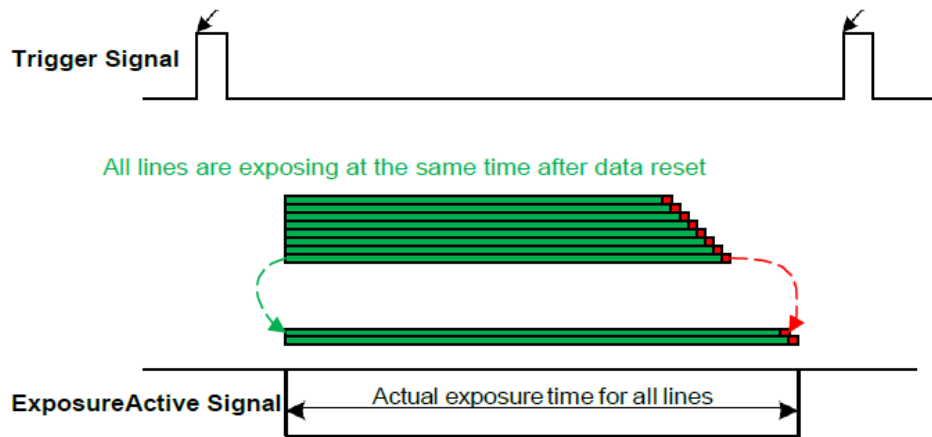 Trigger Signal
All lines are exposing at the same time after data reset
Actual exposure time for all lines
ExposureActive Signal